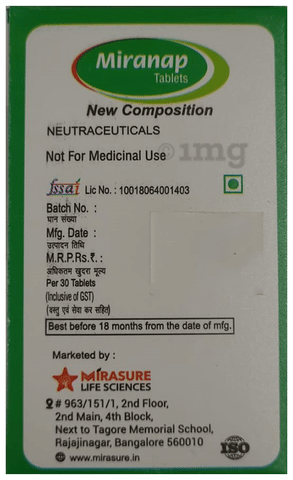 Miranap
Tablets
New Composition
NEUTRACEUTICALS
Not For Medicinal Use
1mg
fssai Lic No. : 10018064001403
Batch No. :
घान संख्या
Mfg. Date :
उत्पादन तिथि
M.R.P.Rs.₹. :
अधिकतम खुदरा मूल्य
Per 30 Tablets
(Inclusive of GST)
(वस्तु एवं सेवा कर सहित)
Best before 18 months from the date of mfg.
Marketed by :
MIRASURE
LIFE SCIENCES
# 963/151/1, 2nd Floor,
2nd Main, 4th Block,
Next to Tagore Memorial School,
Rajajinagar, Bangalore 560010
www.mirasure.in
ISO